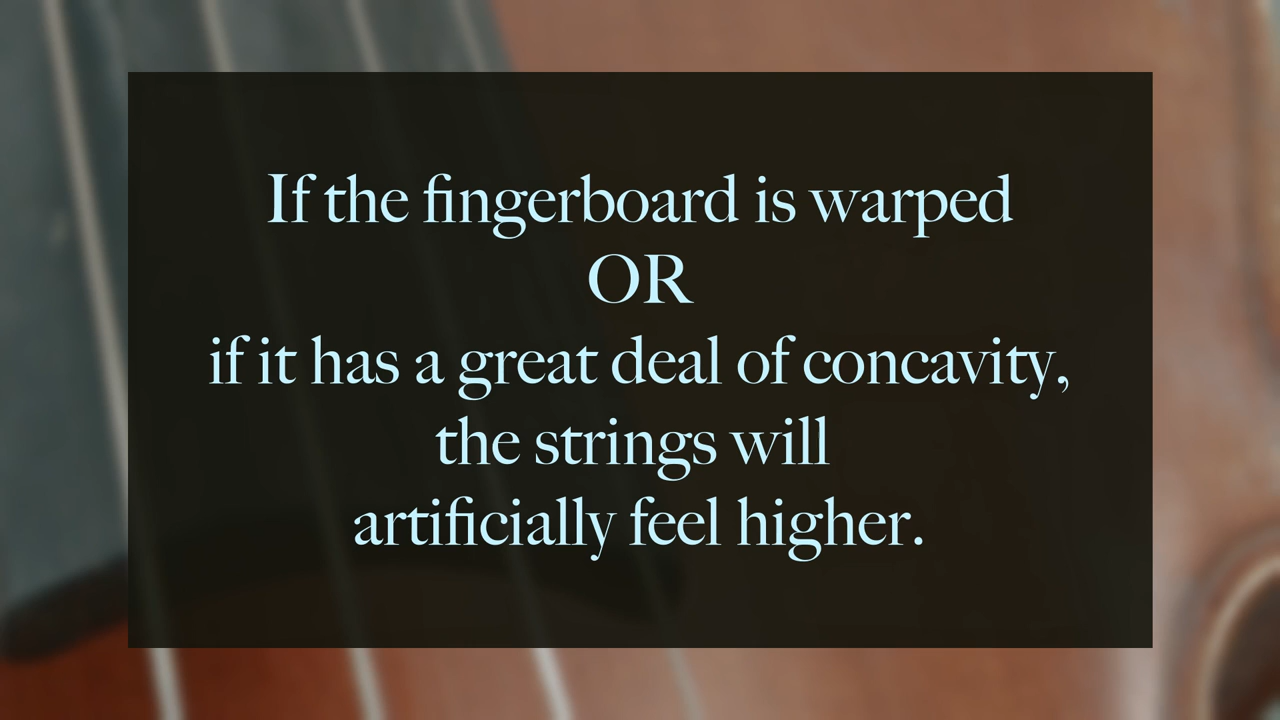 If the fingerboard is warped
OR
if it has a great deal of concavity,
the strings will
artificially feel higher.